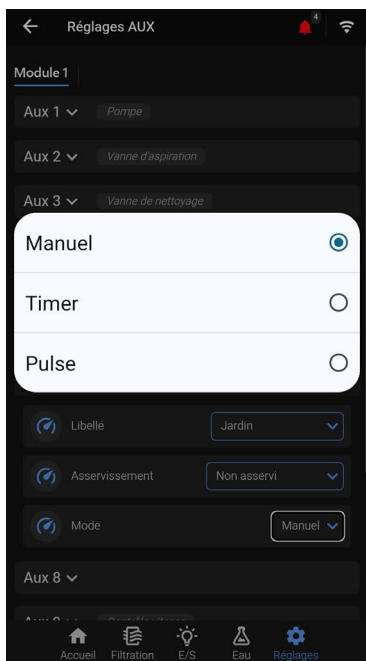 Réglages AUX
4
Module 1
Aux 1
Pompe
Aux 2
Vanne d'aspiration
Aux 3
Vanne de nettoyage
Manuel
Timer
Pulse
Libellé
Jardin
Asservissement
Non asservi
Mode
Manuel
Aux 8
Accueil
Filtration
E/S
Eau
Réglages